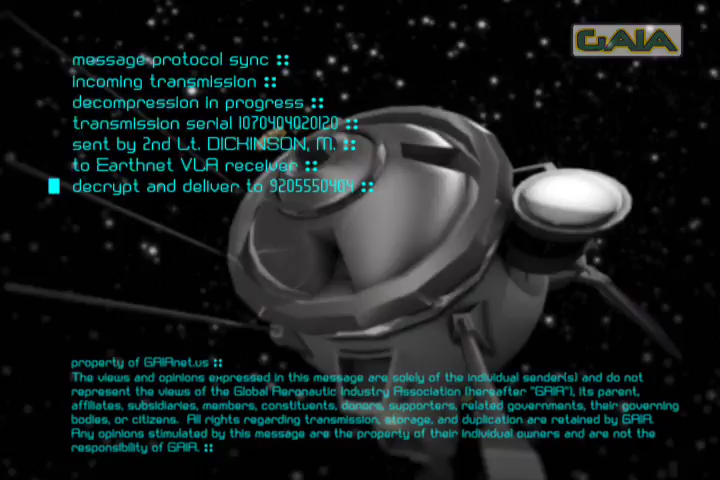 GAIA
message protocol sync ::
incoming transmission ::
decompression in progress ::
transmission serial 1070404020120 ::
sent by 2nd Lt. DICKINSON, M. ::
to Earthnet VLA receiver ::
decrypt and deliver to 9205550404 ::
property of GAIAnet.us ::
The views and opinions expressed in this message are solely of the individual sender(s) and do not
represent the views of the Global Aeronautic Industry Association (hereafter "GAIA"), its parent,
affiliates, subsidiaries, members, constituents, donors, supporters, related governments, their governing
bodies, or citizens. All rights regarding transmission, storage, and duplication are retained by GAIA.
Any opinions stimulated by this message are the property of their individual owners and are not the
responsibility of GAIA. ::